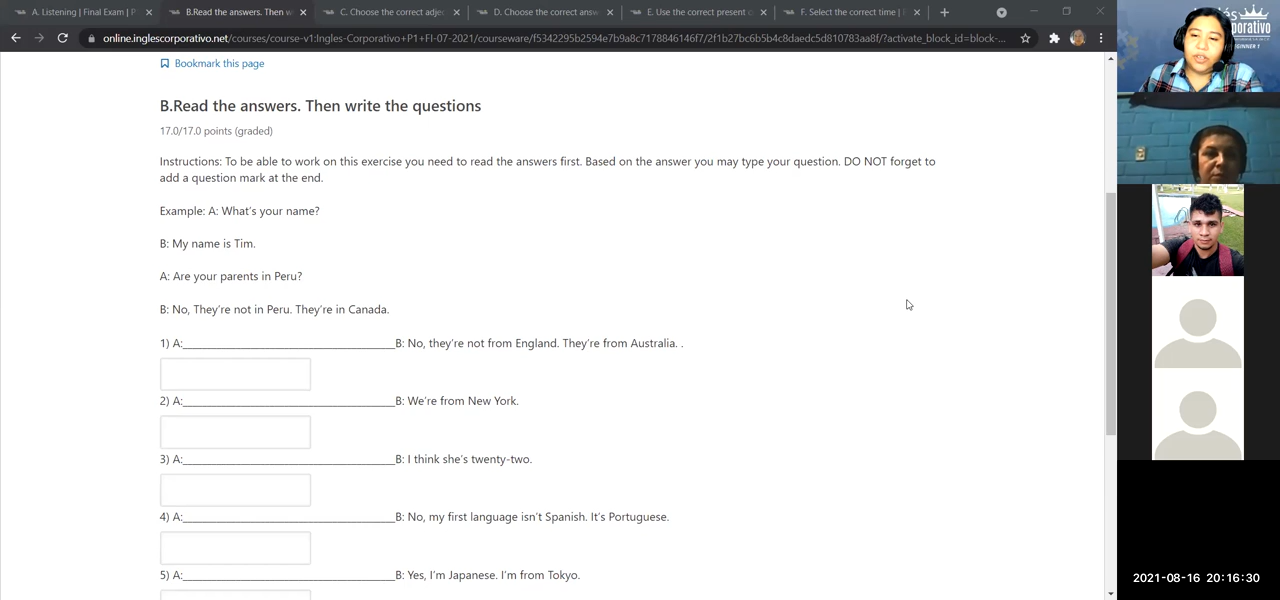 A. Listening | Final Exam | P
B.Read the answers. Then w
C. Choose the correct adje
D. Choose the correct answ
E. Use the correct present
F. Select the correct time |
online.inglescorporativo.net/courses/course-v1:Ingles-Corporativo+P1+FI-07-2021/courseware/f5342295b2594e7b9a8c7178846146f7/2f1b27bc6b5b4c8daedc5d810783aa8f/?activate_block_id=block-...
Bookmark this page
B.Read the answers. Then write the questions
17.0/17.0 points (graded)
Instructions: To be able to work on this exercise you need to read the answers first. Based on the answer you may type your question. DO NOT forget to
add a question mark at the end.
Example: A: What's your name?
B: My name is Tim.
A: Are your parents in Peru?
B: No, They're not in Peru. They're in Canada.
1) A:___________________________________B: No, they're not from England. They're from Australia. .
2) A:___________________________________B: We're from New York.
3) A:___________________________________B: I think she's twenty-two.
4) A:___________________________________B: No, my first language isn't Spanish. It's Portuguese.
5) A:___________________________________B: Yes, I'm Japanese. I'm from Tokyo.
2021-08-16 20:16:30